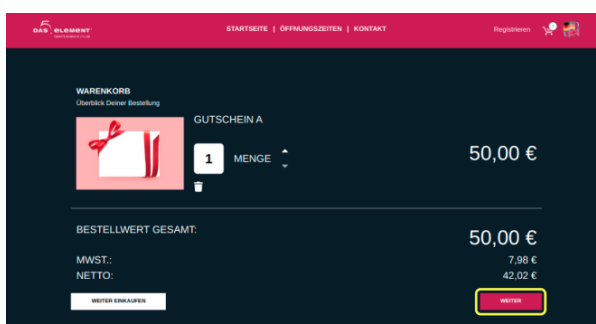 DAS 5 ELEMENT
STARTSEITE | ÖFFNUNGSZEITEN | KONTAKT
Registrieren
WARENKORB
Überblick Deiner Bestellung
GUTSCHEIN A
1 MENGE
50,00 €
BESTELLWERT GESAMT:
50,00 €
MWST.:
7,98 €
NETTO:
42,02 €
WEITER EINKAUFEN
WEITER